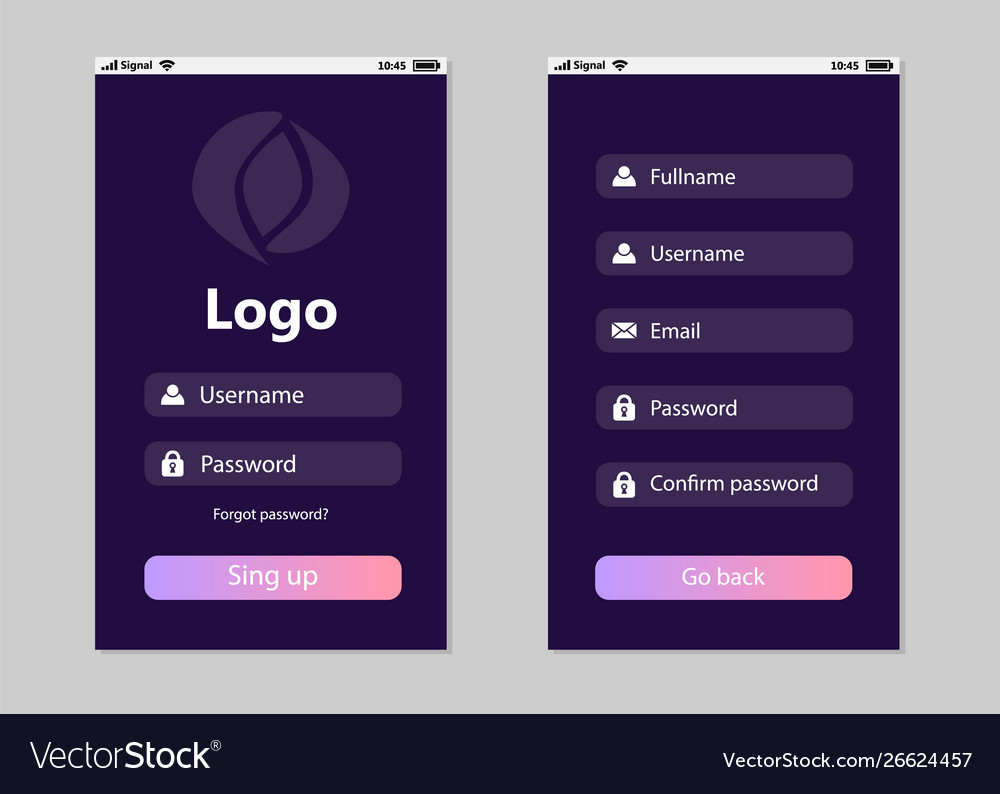 Signal 10:45
Logo
Username
Password
Forgot password?
Sing up
Signal 10:45
Fullname
Username
Email
Password
Confirm password
Go back
VectorStock®
VectorStock.com/26624457